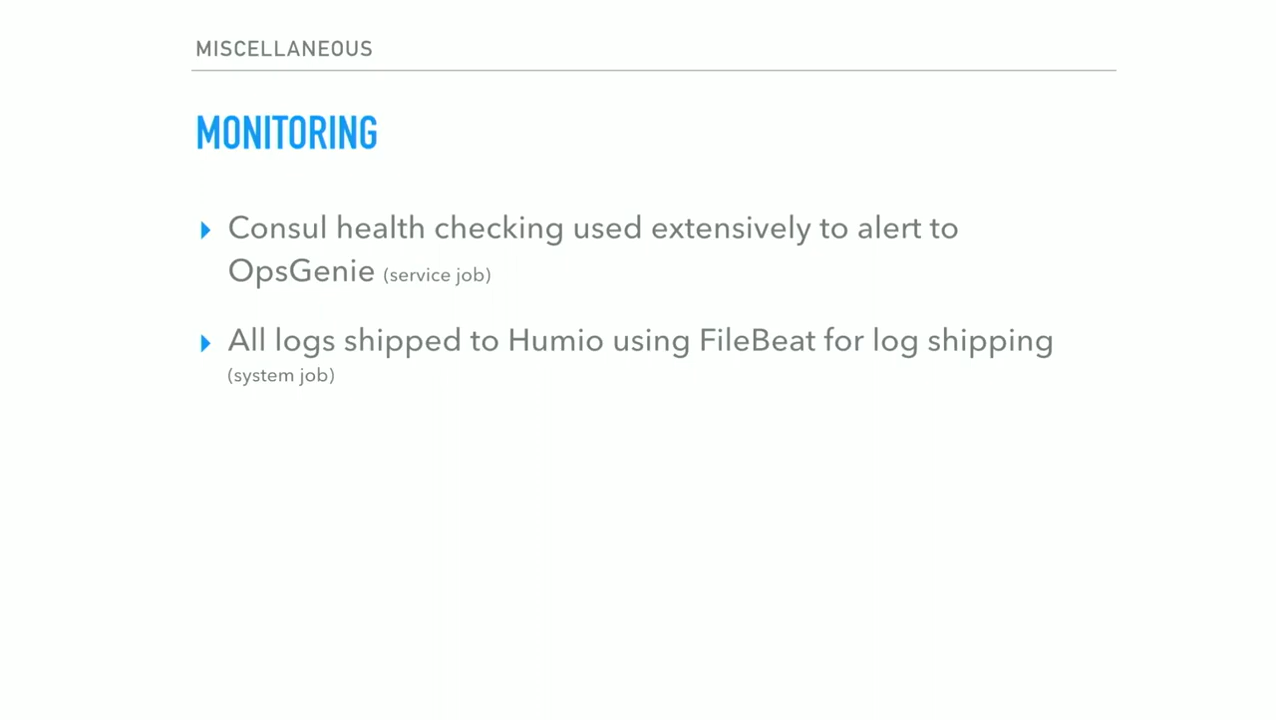 MISCELLANEOUS
MONITORING
Consul health checking used extensively to alert to
OpsGenie (service job)
All logs shipped to Humio using FileBeat for log shipping
(system job)